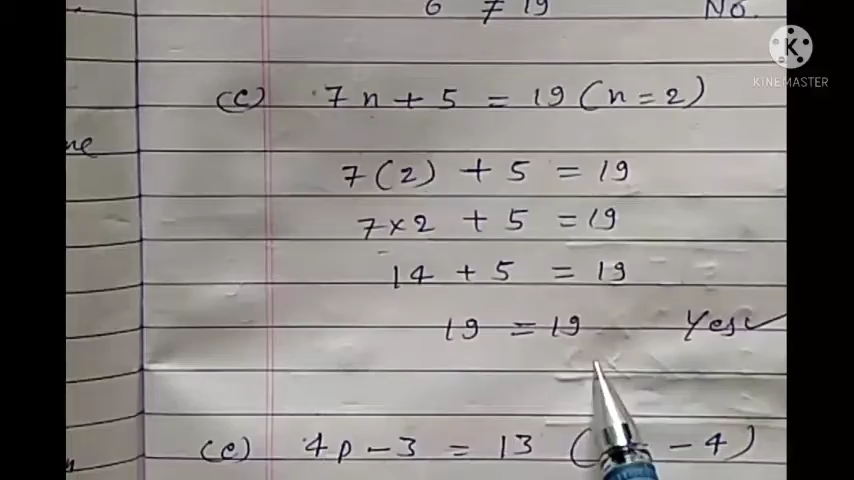 6 ≠ 19 No.
K
KINEMASTER
(c) 7n + 5 = 19 (n = 2)
7(2) + 5 = 19
7×2 + 5 = 19
14 + 5 = 19
19 = 19 Yes ✓
(e) 4p - 3 = 13 ( - 4)